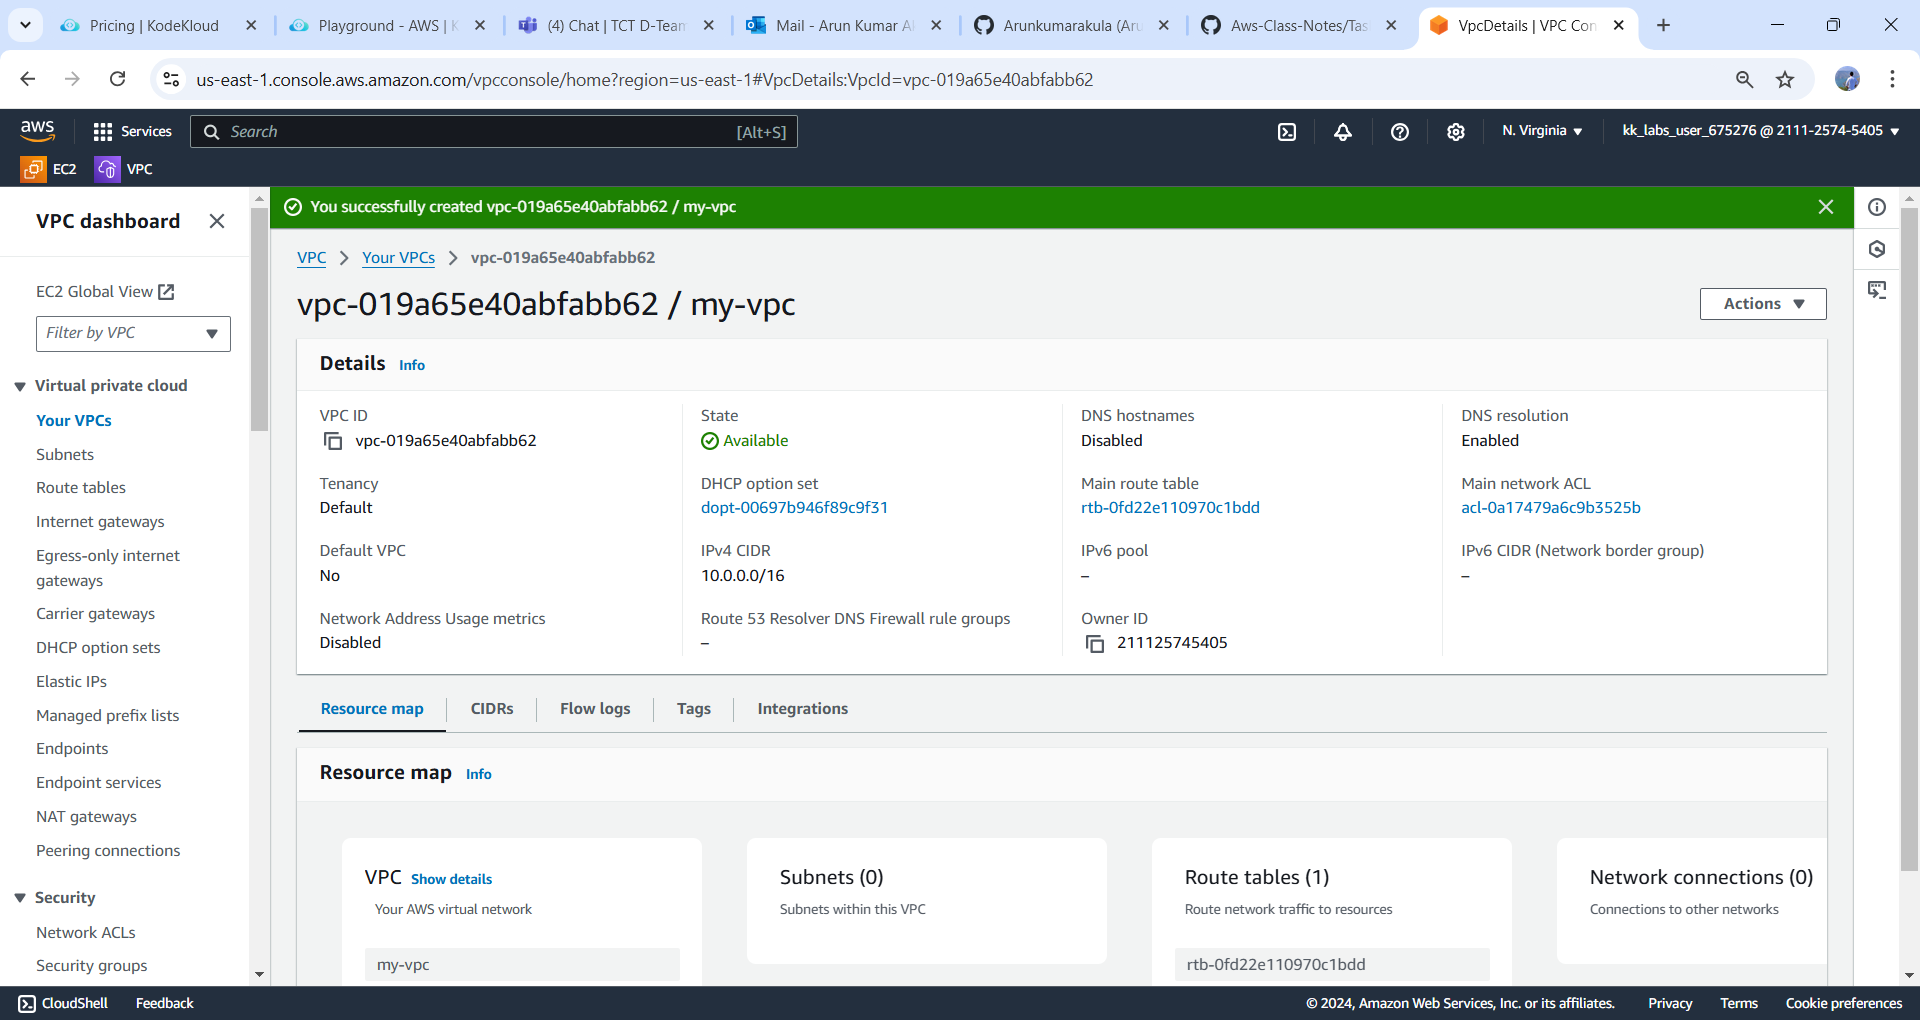 Pricing | KodeKloud
Playground - AWS | K
(4) Chat | TCT D-Team
Mail - Arun Kumar A
Arunkumarakula (Aru
Aws-Class-Notes/Tas
VpcDetails | VPC Con
us-east-1.console.aws.amazon.com/vpcconsole/home?region=us-east-1#VpcDetails:VpcId=vpc-019a65e40abfabb62
aws
Services
Search
[Alt+S]
N. Virginia
kk_labs_user_675276 @ 2111-2574-5405
EC2
VPC
VPC dashboard
EC2 Global View
Filter by VPC
Virtual private cloud
Your VPCs
Subnets
Route tables
Internet gateways
Egress-only internet
gateways
Carrier gateways
DHCP option sets
Elastic IPs
Managed prefix lists
Endpoints
Endpoint services
NAT gateways
Peering connections
Security
Network ACLs
Security groups
You successfully created vpc-019a65e40abfabb62 / my-vpc
VPC
Your VPCs
vpc-019a65e40abfabb62
vpc-019a65e40abfabb62 / my-vpc
Actions
Details Info
VPC ID
vpc-019a65e40abfabb62
State
Available
DNS hostnames
Disabled
DNS resolution
Enabled
Tenancy
Default
DHCP option set
dopt-00697b946f89c9f31
Main route table
rtb-0fd22e110970c1bdd
Main network ACL
acl-0a17479a6c9b3525b
Default VPC
No
IPv4 CIDR
10.0.0.0/16
IPv6 pool
–
IPv6 CIDR (Network border group)
–
Network Address Usage metrics
Disabled
Route 53 Resolver DNS Firewall rule groups
–
Owner ID
211125745405
Resource map
CIDRs
Flow logs
Tags
Integrations
Resource map Info
VPC Show details
Your AWS virtual network
my-vpc
Subnets (0)
Subnets within this VPC
Route tables (1)
Route network traffic to resources
rtb-0fd22e110970c1bdd
Network connections (0)
Connections to other networks
CloudShell
Feedback
© 2024, Amazon Web Services, Inc. or its affiliates.
Privacy
Terms
Cookie preferences